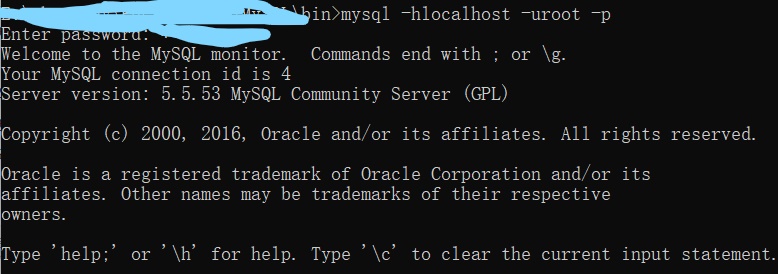 \bin>mysql -hlocalhost -uroot -p
Enter password:
Welcome to the MySQL monitor.  Commands end with ; or \g.
Your MySQL connection id is 4
Server version: 5.5.53 MySQL Community Server (GPL)
Copyright (c) 2000, 2016, Oracle and/or its affiliates. All rights reserved.
Oracle is a registered trademark of Oracle Corporation and/or its
affiliates. Other names may be trademarks of their respective
owners.
Type 'help;' or '\h' for help. Type '\c' to clear the current input statement.